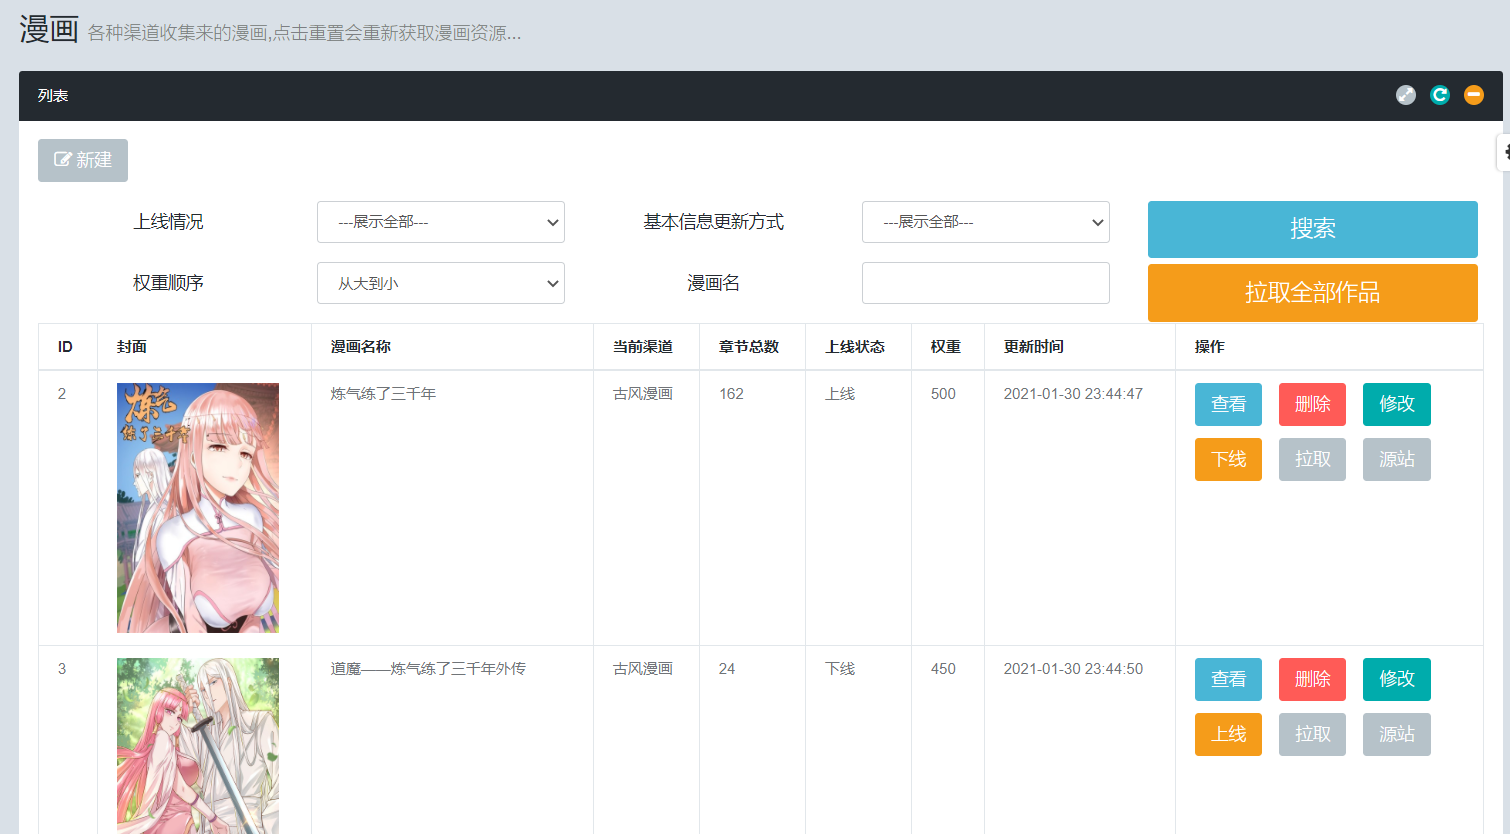 漫画 各种渠道收集来的漫画,点击重置会重新获取漫画资源...
列表
新建
上线情况 ---展示全部--- 基本信息更新方式 ---展示全部--- 搜索
权重顺序 从大到小 漫画名 拉取全部作品
ID 封面 漫画名称 当前渠道 章节总数 上线状态 权重 更新时间 操作
2 炼气练了三千年 古风漫画 162 上线 500 2021-01-30 23:44:47 查看 删除 修改
炼气
练了三千年
下线 拉取 源站
3 道魔——炼气练了三千年外传 古风漫画 24 下线 450 2021-01-30 23:44:50 查看 删除 修改
上线 拉取 源站